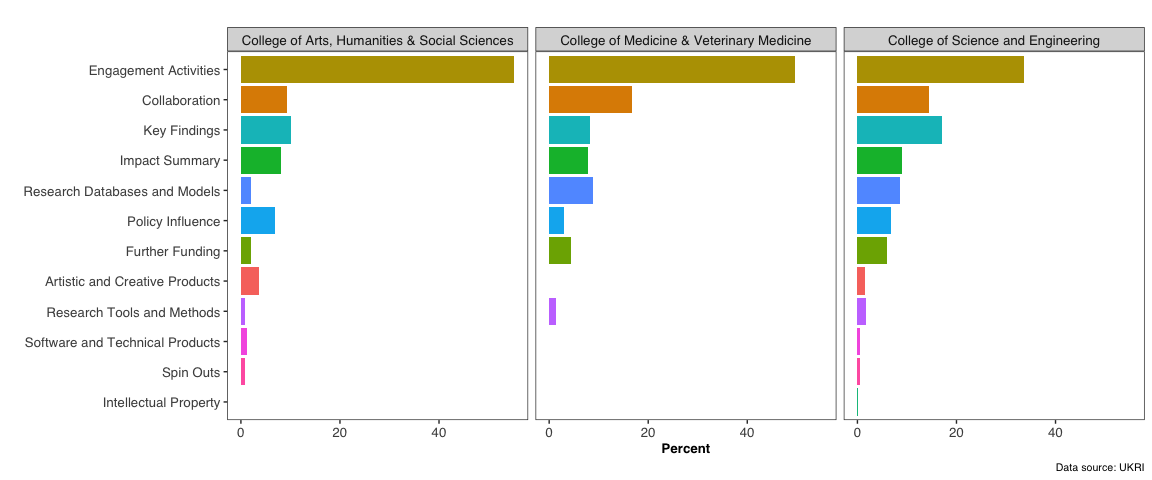 College of Arts, Humanities & Social Sciences
College of Medicine & Veterinary Medicine
College of Science and Engineering
Engagement Activities
Collaboration
Key Findings
Impact Summary
Research Databases and Models
Policy Influence
Further Funding
Artistic and Creative Products
Research Tools and Methods
Software and Technical Products
Spin Outs
Intellectual Property
0 20 40
0 20 40
0 20 40
Percent
Data source: UKRI